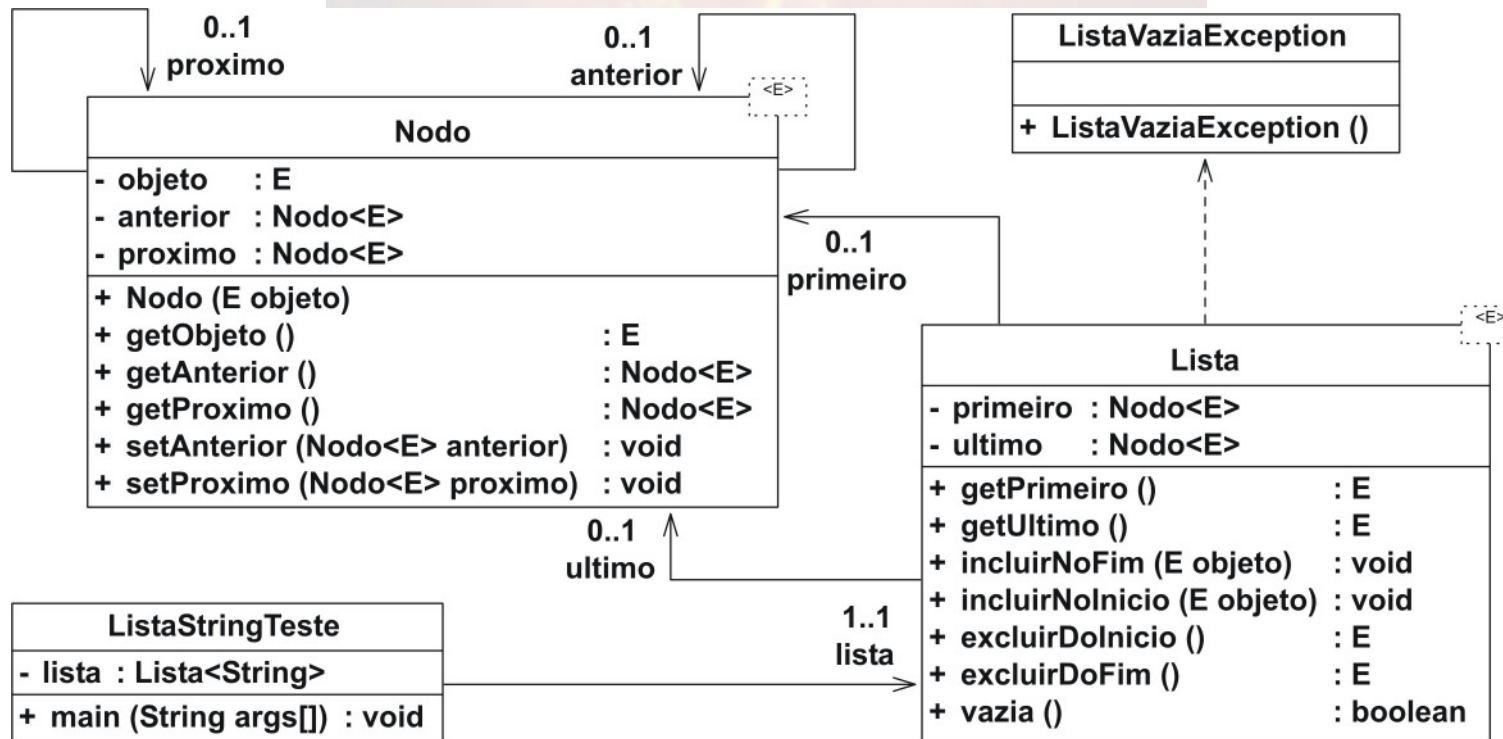 0..1
proximo
0..1
anterior
<E>
Nodo
- objeto : E
- anterior : Nodo<E>
- proximo : Nodo<E>
+ Nodo (E objeto)
+ getObjeto () : E
+ getAnterior () : Nodo<E>
+ getProximo () : Nodo<E>
+ setAnterior (Nodo<E> anterior) : void
+ setProximo (Nodo<E> proximo) : void
ListaVaziaException
+ ListaVaziaException ()
0..1
primeiro
0..1
ultimo
<E>
Lista
- primeiro : Nodo<E>
- ultimo : Nodo<E>
+ getPrimeiro () : E
+ getUltimo () : E
+ incluirNoFim (E objeto) : void
+ incluirNoInicio (E objeto) : void
+ excluirDoInicio () : E
+ excluirDoFim () : E
+ vazia () : boolean
ListaStringTeste
- lista : Lista<String>
+ main (String args[]) : void
1..1
lista